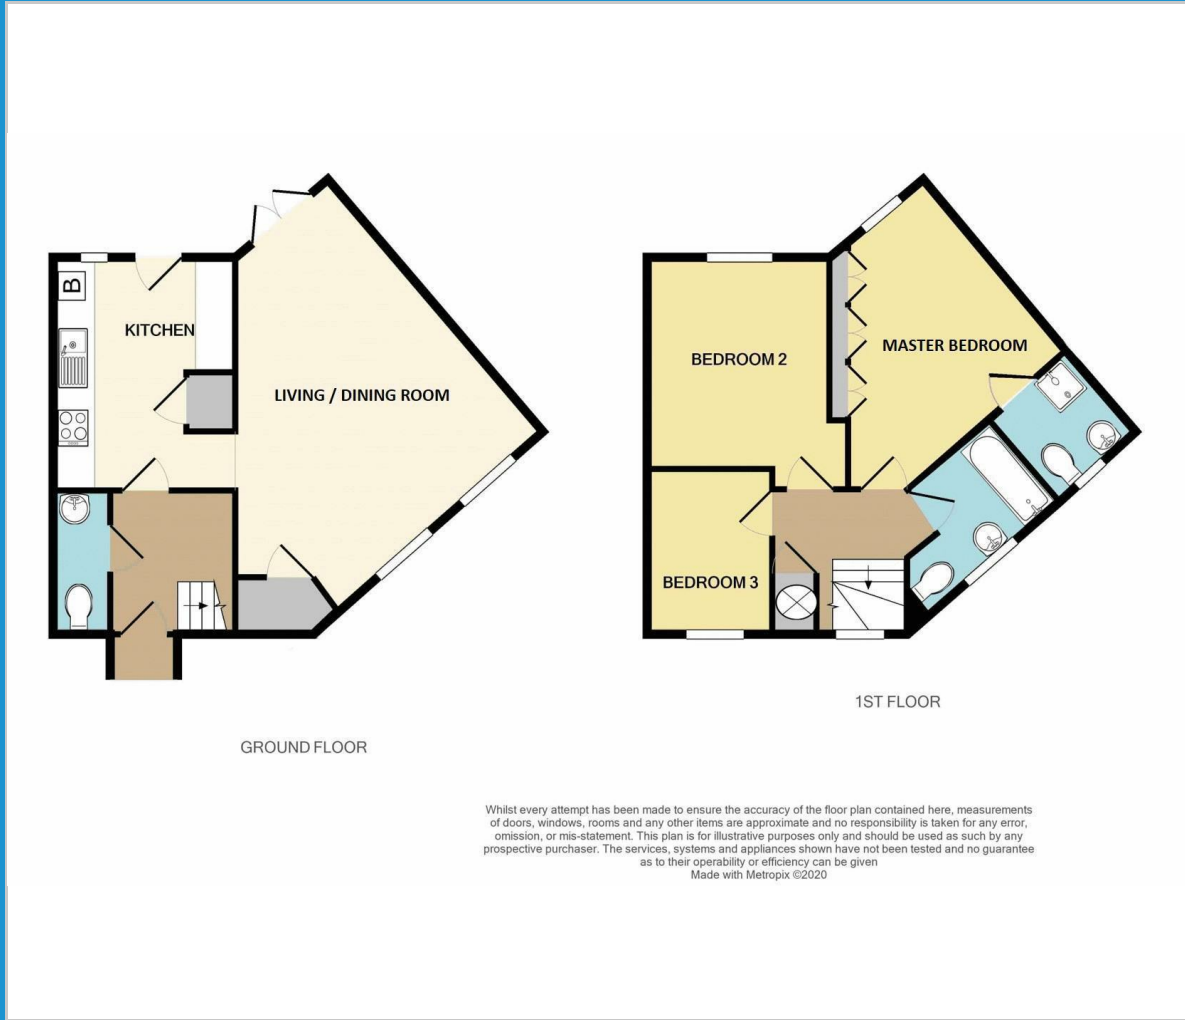 B
KITCHEN
LIVING / DINING ROOM
GROUND FLOOR
BEDROOM 2
MASTER BEDROOM
BEDROOM 3
1ST FLOOR
Whilst every attempt has been made to ensure the accuracy of the floor plan contained here, measurements
of doors, windows, rooms and any other items are approximate and no responsibility is taken for any error,
omission, or mis-statement. This plan is for illustrative purposes only and should be used as such by any
prospective purchaser. The services, systems and appliances shown have not been tested and no guarantee
as to their operability or efficiency can be given
Made with Metropix ©2020